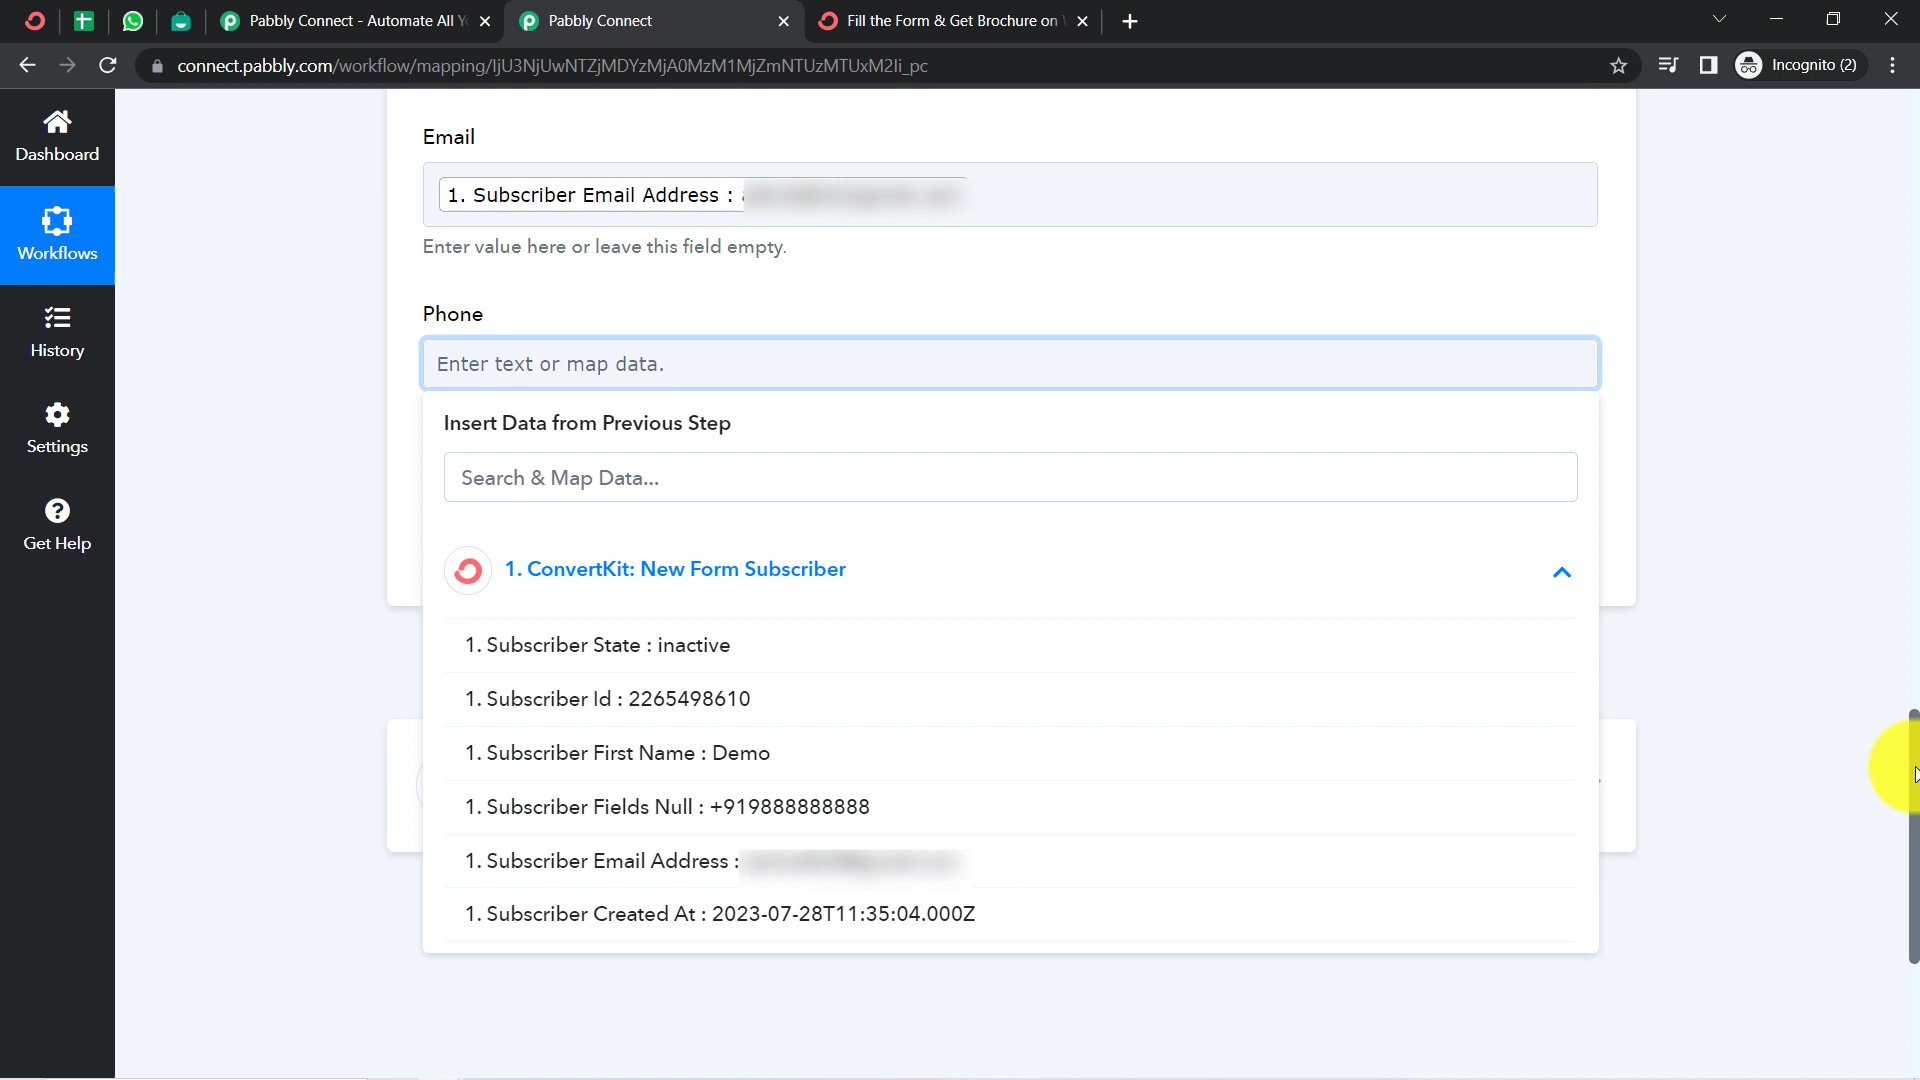 Pabbly Connect - Automate All
Pabbly Connect
Fill the Form & Get Brochure on
connect.pabbly.com/workflow/mapping/IjU3NjUwNTZjMDYzMjA0MzM1MjZmNTUzMTUxM2Ii_pc
Incognito (2)
Dashboard
Workflows
History
Settings
Get Help
Email
1. Subscriber Email Address :
Enter value here or leave this field empty.
Phone
Enter text or map data.
Insert Data from Previous Step
Search & Map Data...
1. ConvertKit: New Form Subscriber
1. Subscriber State : inactive
1. Subscriber Id : 2265498610
1. Subscriber First Name : Demo
1. Subscriber Fields Null : +919888888888
1. Subscriber Email Address :
1. Subscriber Created At : 2023-07-28T11:35:04.000Z